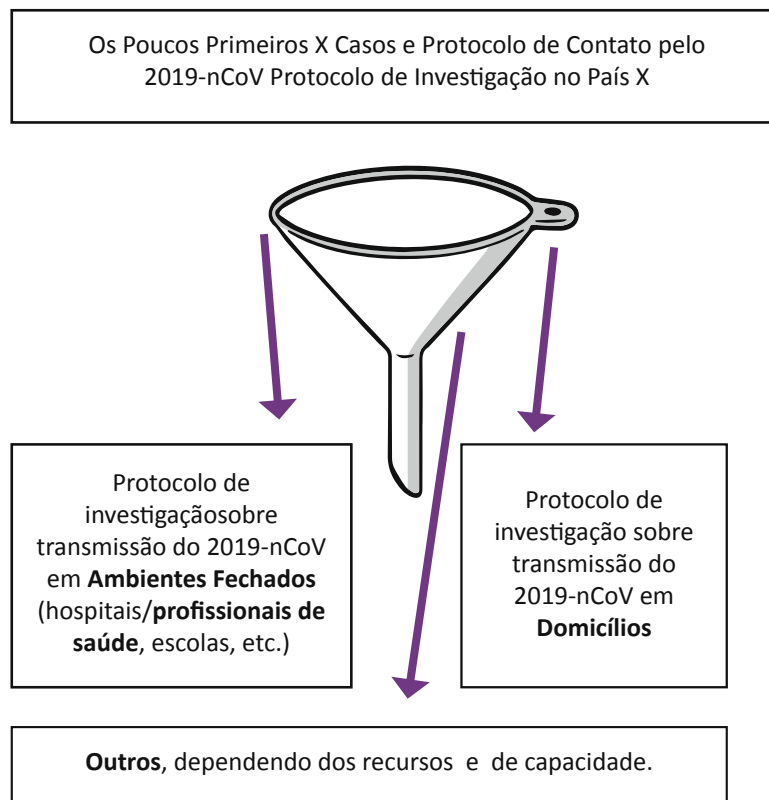 Os Poucos Primeiros X Casos e Protocolo de Contato pelo
2019-nCoV Protocolo de Investigação no País X
Protocolo de
investigaçãosobre
transmissão do 2019-nCoV
em Ambientes Fechados
(hospitais/profissionais de
saúde, escolas, etc.)
Protocolo de
investigação sobre
transmissão do
2019-nCoV em
Domicílios
Outros, dependendo dos recursos e de capacidade.